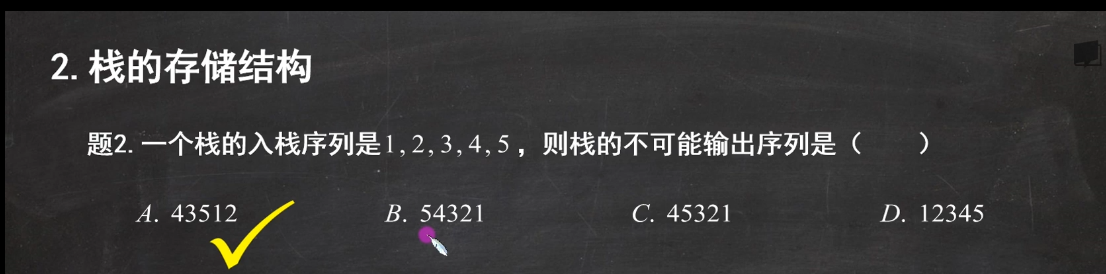 2. 栈的存储结构
题2. 一个栈的入栈序列是1, 2, 3, 4, 5，则栈的不可能输出序列是（　　）
A. 43512　　B. 54321　　C. 45321　　D. 12345